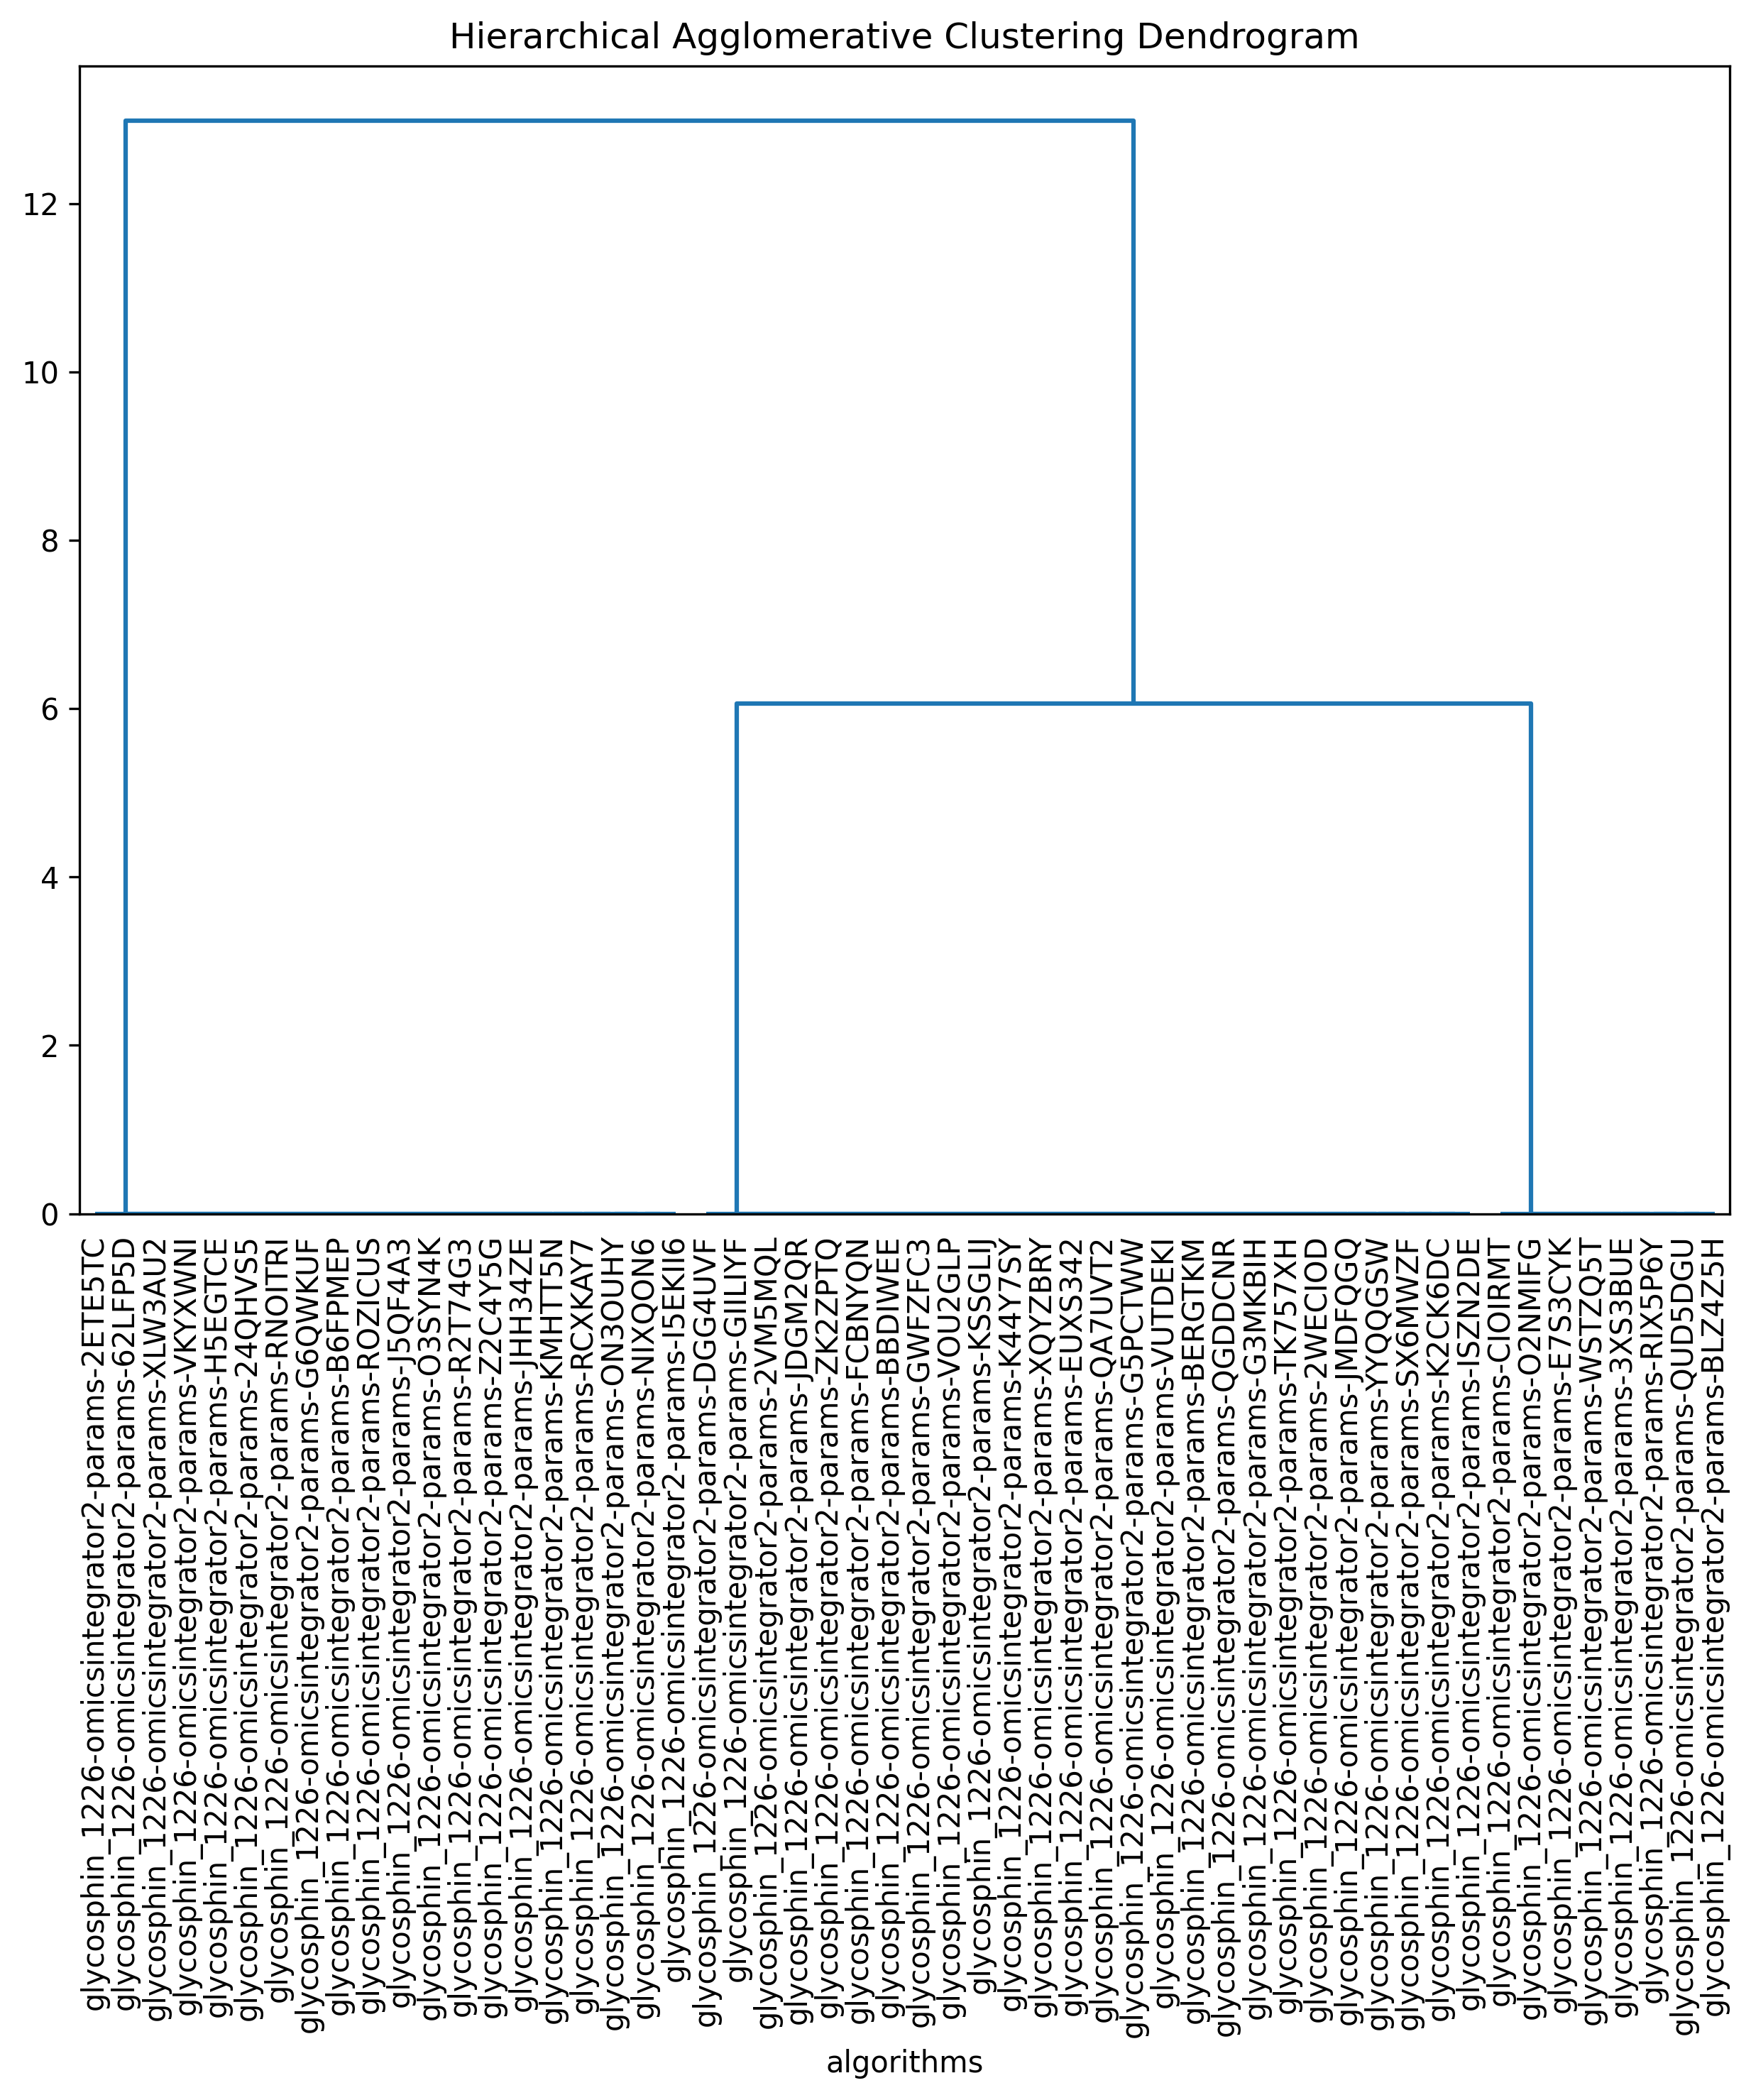 Hierarchical Agglomerative Clustering Dendrogram
12
10
8
6
4
2
0
glycosphin_1226-omicsintegrator2-params-2ETE5TC
glycosphin_1226-omicsintegrator2-params-62LFP5D
glycosphin_1226-omicsintegrator2-params-XLW3AU2
glycosphin_1226-omicsintegrator2-params-VKYXWNI
glycosphin_1226-omicsintegrator2-params-H5EGTCE
glycosphin_1226-omicsintegrator2-params-24QHVS5
glycosphin_1226-omicsintegrator2-params-RNOITRI
glycosphin_1226-omicsintegrator2-params-G6QWKUF
glycosphin_1226-omicsintegrator2-params-B6FPMEP
glycosphin_1226-omicsintegrator2-params-ROZICUS
glycosphin_1226-omicsintegrator2-params-J5QF4A3
glycosphin_1226-omicsintegrator2-params-O3SYN4K
glycosphin_1226-omicsintegrator2-params-R2T74G3
glycosphin_1226-omicsintegrator2-params-Z2C4Y5G
glycosphin_1226-omicsintegrator2-params-JHH34ZE
glycosphin_1226-omicsintegrator2-params-KMHTT5N
glycosphin_1226-omicsintegrator2-params-RCXKAY7
glycosphin_1226-omicsintegrator2-params-ON3OUHY
glycosphin_1226-omicsintegrator2-params-NIXQON6
glycosphin_1226-omicsintegrator2-params-I5EKII6
glycosphin_1226-omicsintegrator2-params-DGG4UVF
glycosphin_1226-omicsintegrator2-params-GIILIYF
glycosphin_1226-omicsintegrator2-params-2VM5MQL
glycosphin_1226-omicsintegrator2-params-JDGM2QR
glycosphin_1226-omicsintegrator2-params-ZK2ZPTQ
glycosphin_1226-omicsintegrator2-params-FCBNYQN
glycosphin_1226-omicsintegrator2-params-BBDIWEE
glycosphin_1226-omicsintegrator2-params-GWFZFC3
glycosphin_1226-omicsintegrator2-params-VOU2GLP
glycosphin_1226-omicsintegrator2-params-KSSGLIJ
glycosphin_1226-omicsintegrator2-params-K44Y7SY
glycosphin_1226-omicsintegrator2-params-XQYZBRY
glycosphin_1226-omicsintegrator2-params-EUXS342
glycosphin_1226-omicsintegrator2-params-QA7UVT2
glycosphin_1226-omicsintegrator2-params-G5PCTWW
glycosphin_1226-omicsintegrator2-params-VUTDEKI
glycosphin_1226-omicsintegrator2-params-BERGTKM
glycosphin_1226-omicsintegrator2-params-QGDDCNR
glycosphin_1226-omicsintegrator2-params-G3MKBIH
glycosphin_1226-omicsintegrator2-params-TK757XH
glycosphin_1226-omicsintegrator2-params-2WECIOD
glycosphin_1226-omicsintegrator2-params-JMDFQGQ
glycosphin_1226-omicsintegrator2-params-YYQQGSW
glycosphin_1226-omicsintegrator2-params-SX6MWZF
glycosphin_1226-omicsintegrator2-params-K2CK6DC
glycosphin_1226-omicsintegrator2-params-ISZN2DE
glycosphin_1226-omicsintegrator2-params-CIOIRMT
glycosphin_1226-omicsintegrator2-params-O2NMIFG
glycosphin_1226-omicsintegrator2-params-E7S3CYK
glycosphin_1226-omicsintegrator2-params-WSTZQ5T
glycosphin_1226-omicsintegrator2-params-3XS3BUE
glycosphin_1226-omicsintegrator2-params-RIX5P6Y
glycosphin_1226-omicsintegrator2-params-QUD5DGU
glycosphin_1226-omicsintegrator2-params-BLZ4Z5H
algorithms